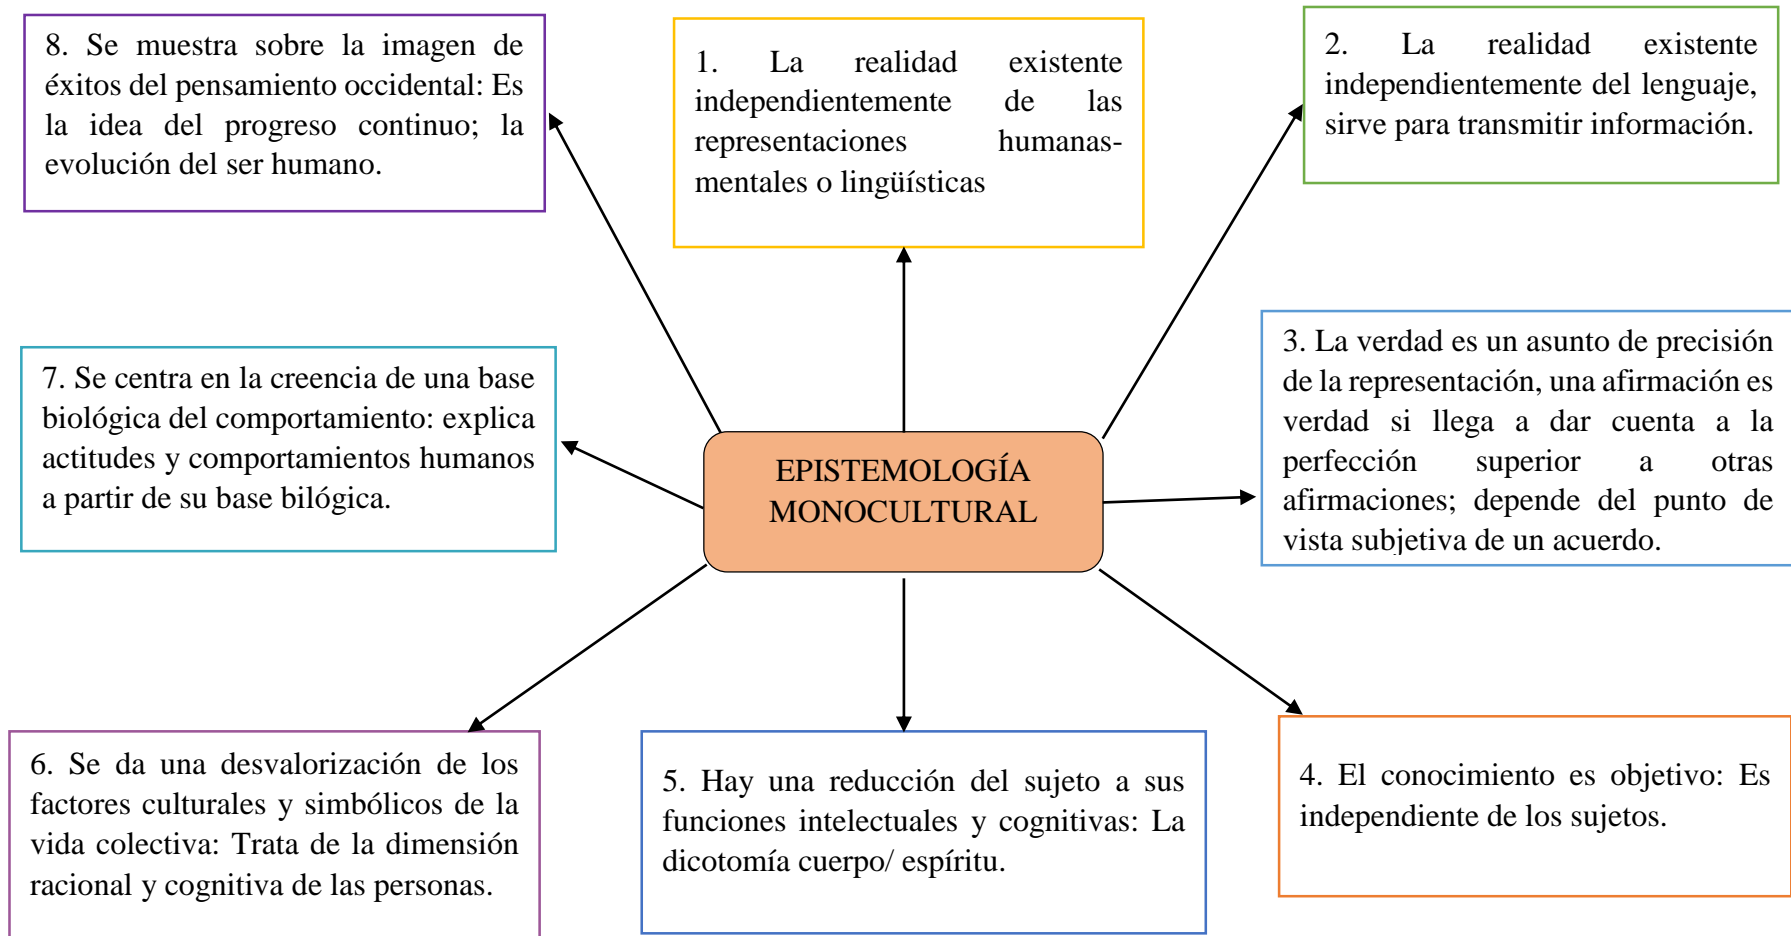 8. Se muestra sobre la imagen de
éxitos del pensamiento occidental: Es
la idea del progreso continuo; la
evolución del ser humano.
1. La realidad existente
independientemente de las
representaciones humanas-
mentales o lingüísticas
2. La realidad existente
independientemente del lenguaje,
sirve para transmitir información.
7. Se centra en la creencia de una base
biológica del comportamiento: explica
actitudes y comportamientos humanos
a partir de su base bilógica.
EPISTEMOLOGÍA
MONOCULTURAL
3. La verdad es un asunto de precisión
de la representación, una afirmación es
verdad si llega a dar cuenta a la
perfección superior a otras
afirmaciones; depende del punto de
vista subjetiva de un acuerdo.
6. Se da una desvalorización de los
factores culturales y simbólicos de la
vida colectiva: Trata de la dimensión
racional y cognitiva de las personas.
5. Hay una reducción del sujeto a sus
funciones intelectuales y cognitivas: La
dicotomía cuerpo/ espíritu.
4. El conocimiento es objetivo: Es
independiente de los sujetos.